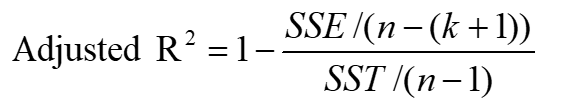 Adjusted R² = 1 − SSE/(n−(k+1)) / SST/(n−1)